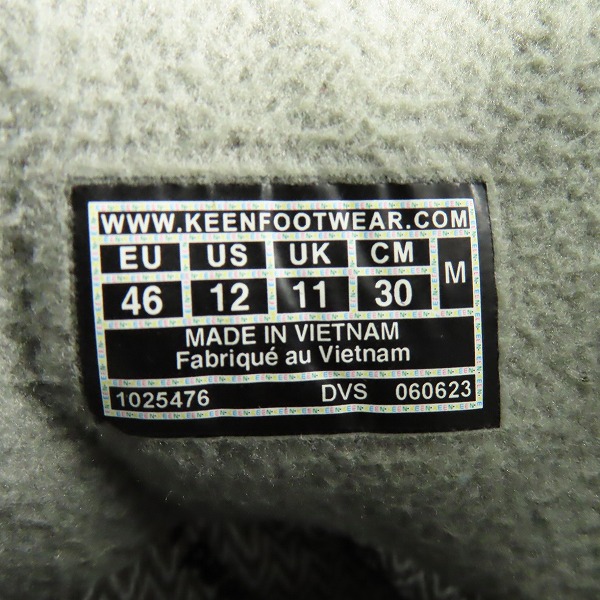 WWW.KEENFOOTWEAR.COM
EU US UK CM M
46 12 11 30
MADE IN VIETNAM
Fabriqué au Vietnam
1025476 DVS 060623